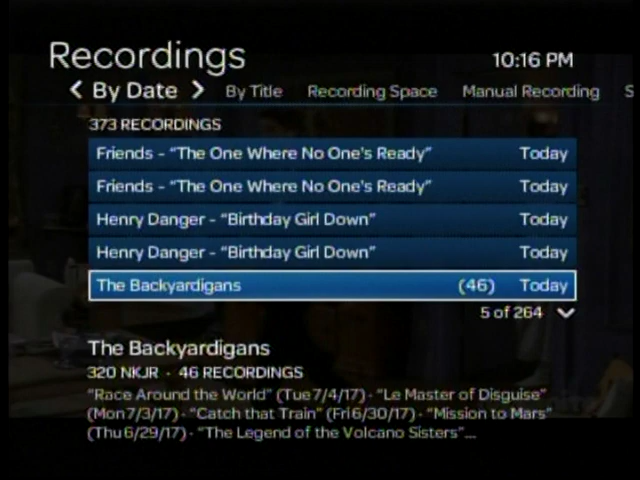 Recordings 10:16 PM
< By Date > By Title Recording Space Manual Recording S
373 RECORDINGS
Friends - "The One Where No One's Ready" Today
Friends - "The One Where No One's Ready" Today
Henry Danger - "Birthday Girl Down" Today
Henry Danger - "Birthday Girl Down" Today
The Backyardigans (46) Today
5 of 264
The Backyardigans
320 NKJR · 46 RECORDINGS
"Race Around the World" (Tue 7/4/17) · "Le Master of Disguise"
(Mon 7/3/17) · "Catch that Train" (Fri 6/30/17) · "Mission to Mars"
(Thu 6/29/17) · "The Legend of the Volcano Sisters"...